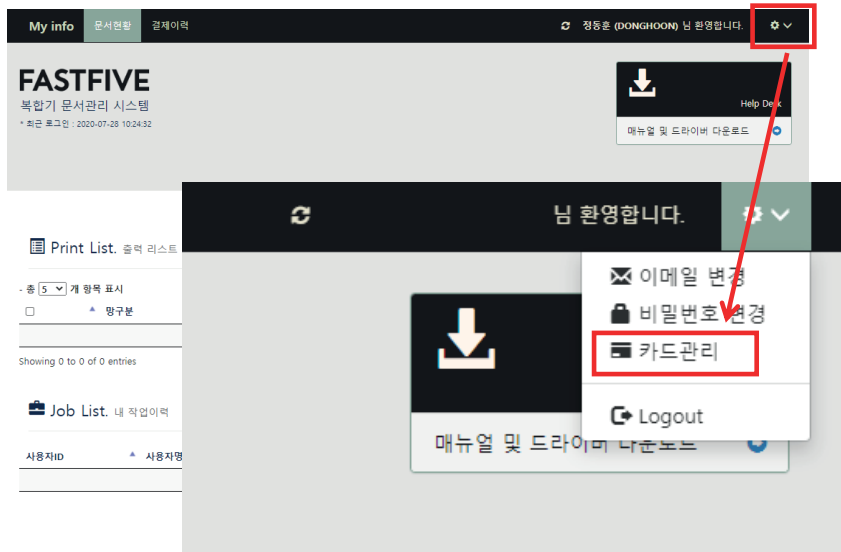 My info 문서현황 결제이력 정동훈 (DONGHOON) 님 환영합니다.
FASTFIVE
복합기 문서관리 시스템
* 최근 로그인 : 2020-07-28 10:24:32
Help Desk
매뉴얼 및 드라이버 다운로드
Print List. 출력 리스트
- 총 5 개 항목 표시
망구분
Showing 0 to 0 of 0 entries
Job List. 내 작업이력
사용자ID 사용자명
님 환영합니다.
이메일 변경
비밀번호 변경
카드관리
Logout
매뉴얼 및 드라이버 다운로드